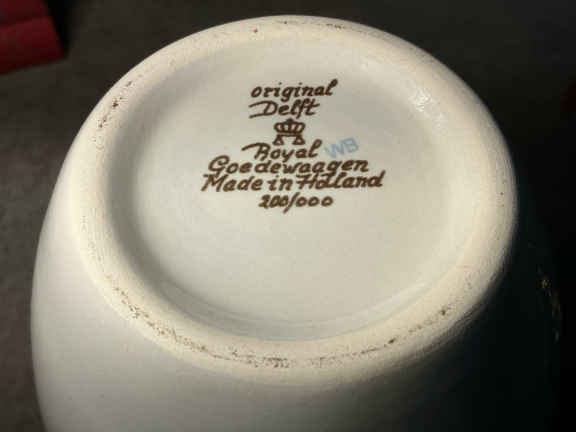 original
Delft
Royal WB
Goedewaagen
Made in Holland
200/000